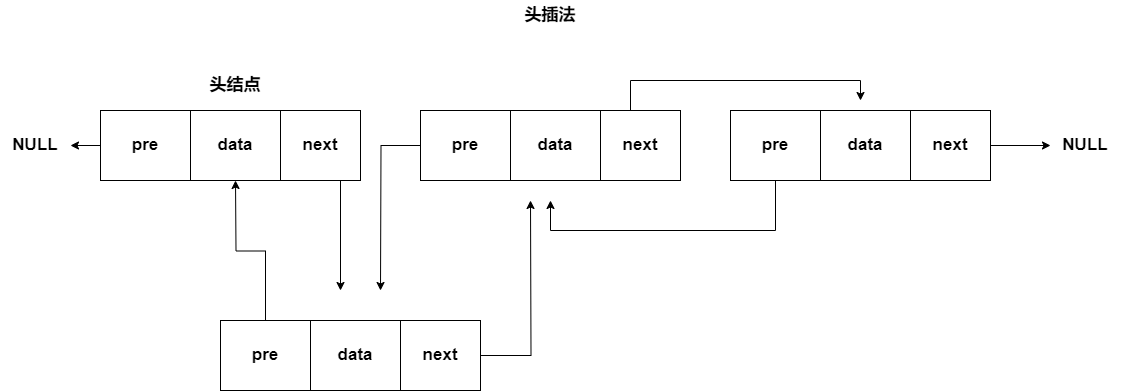 头插法
头结点
NULL pre data next pre data next pre data next NULL
pre data next